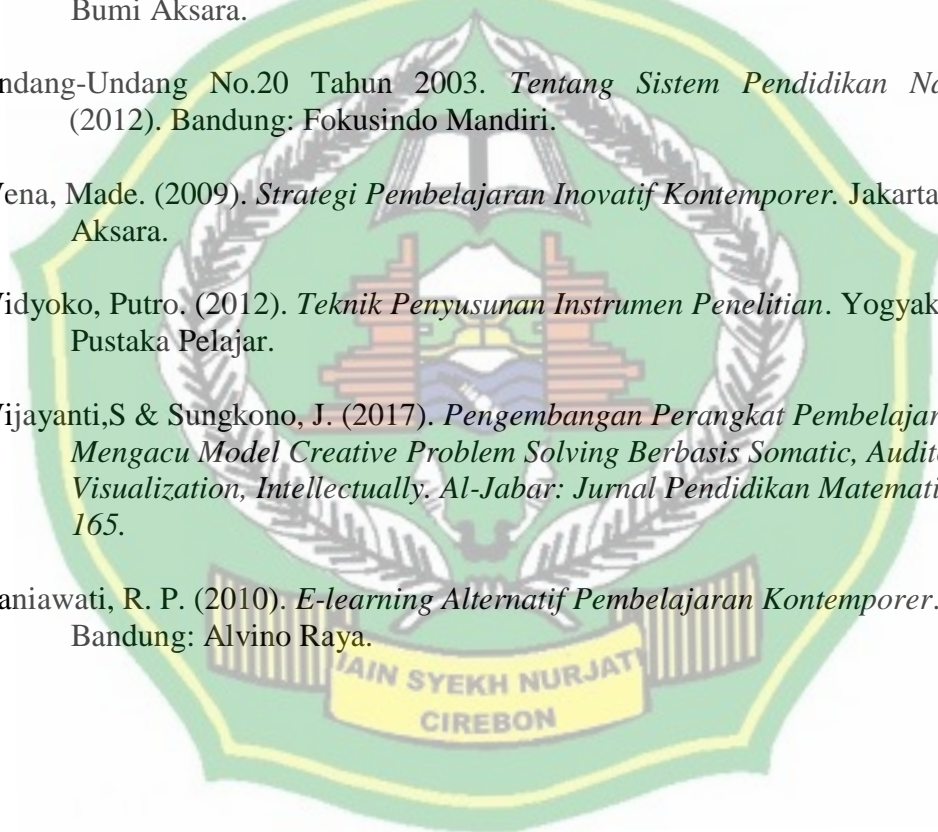 Bumi Aksara.
ndang-Undang No.20 Tahun 2003. Tentang Sistem Pendidikan Na
(2012). Bandung: Fokusindo Mandiri.
ena, Made. (2009). Strategi Pembelajaran Inovatif Kontemporer. Jakarta
Aksara.
idyoko, Putro. (2012). Teknik Penyusunan Instrumen Penelitian. Yogyak
Pustaka Pelajar.
ijayanti,S & Sungkono, J. (2017). Pengembangan Perangkat Pembelajar
Mengacu Model Creative Problem Solving Berbasis Somatic, Audit
Visualization, Intellectually. Al-Jabar: Jurnal Pendidikan Matemati
165.
aniawati, R. P. (2010). E-learning Alternatif Pembelajaran Kontemporer.
Bandung: Alvino Raya.
IAIN SYEKH NURJATI
CIREBON